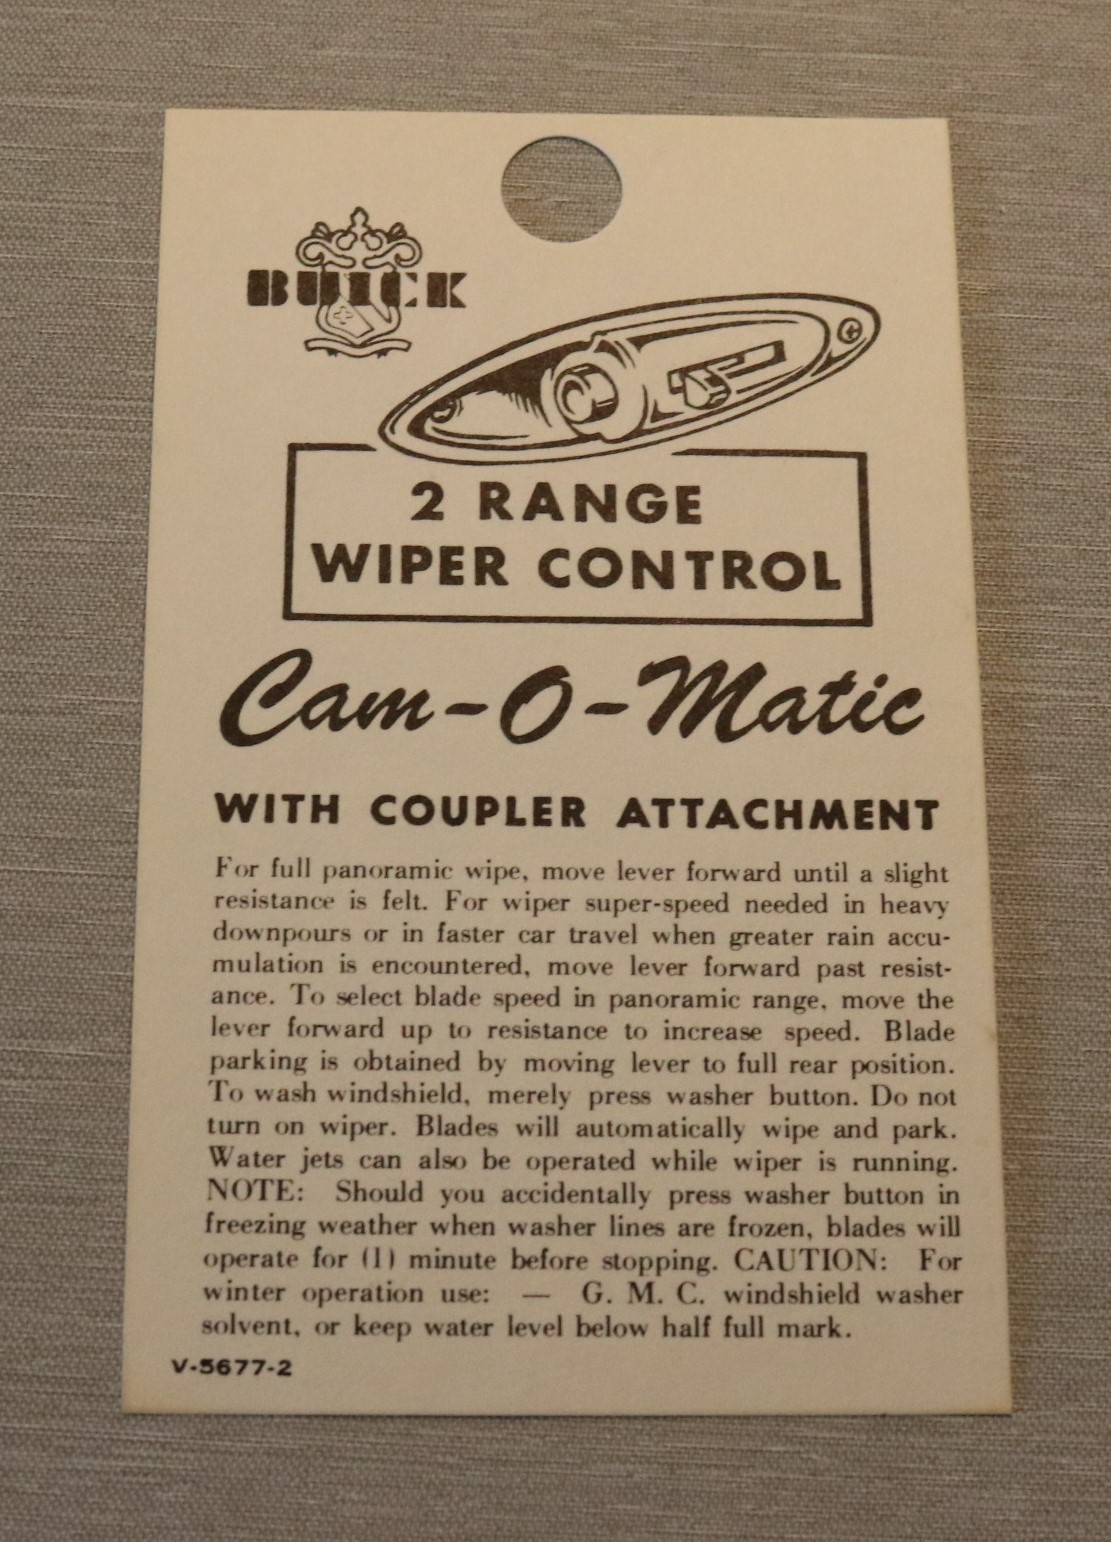 BUICK
2 RANGE
WIPER CONTROL
Cam-O-Matic
WITH COUPLER ATTACHMENT
For full panoramic wipe, move lever forward until a slight
resistance is felt. For wiper super-speed needed in heavy
downpours or in faster car travel when greater rain accu-
mulation is encountered, move lever forward past resist-
ance. To select blade speed in panoramic range, move the
lever forward up to resistance to increase speed. Blade
parking is obtained by moving lever to full rear position.
To wash windshield, merely press washer button. Do not
turn on wiper. Blades will automatically wipe and park.
Water jets can also be operated while wiper is running.
NOTE: Should you accidentally press washer button in
freezing weather when washer lines are frozen, blades will
operate for (1) minute before stopping. CAUTION: For
winter operation use: — G. M. C. windshield washer
solvent, or keep water level below half full mark.
V-5677-2